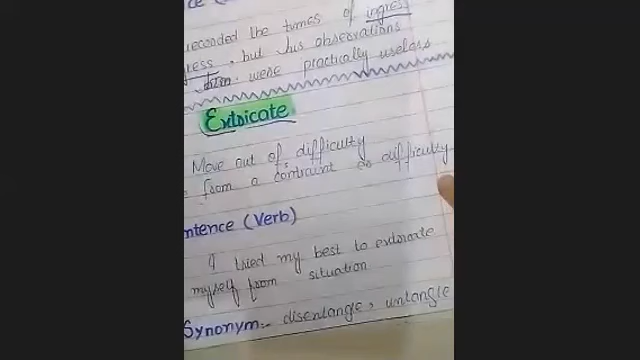 recorded the times of ingress
gress, but his observations
were practically useless
Extricate
Move out of difficulty
from a contraint or difficulty
ntence (Verb)
I tried my best to extricate
myself from situation
Synonym:- disentangle, untangle